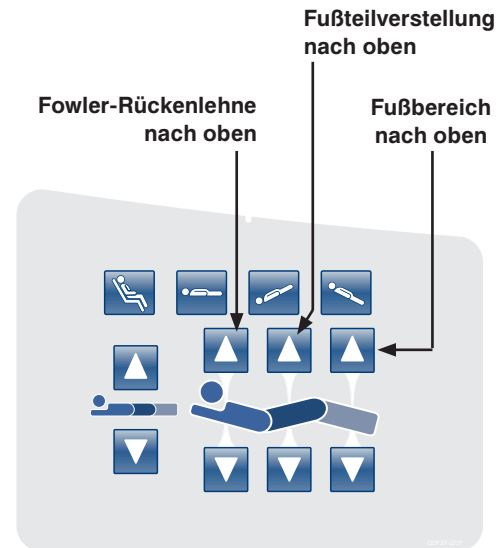 Fußteilverstellung
nach oben
Fowler-Rückenlehne
nach oben
Fußbereich
nach oben